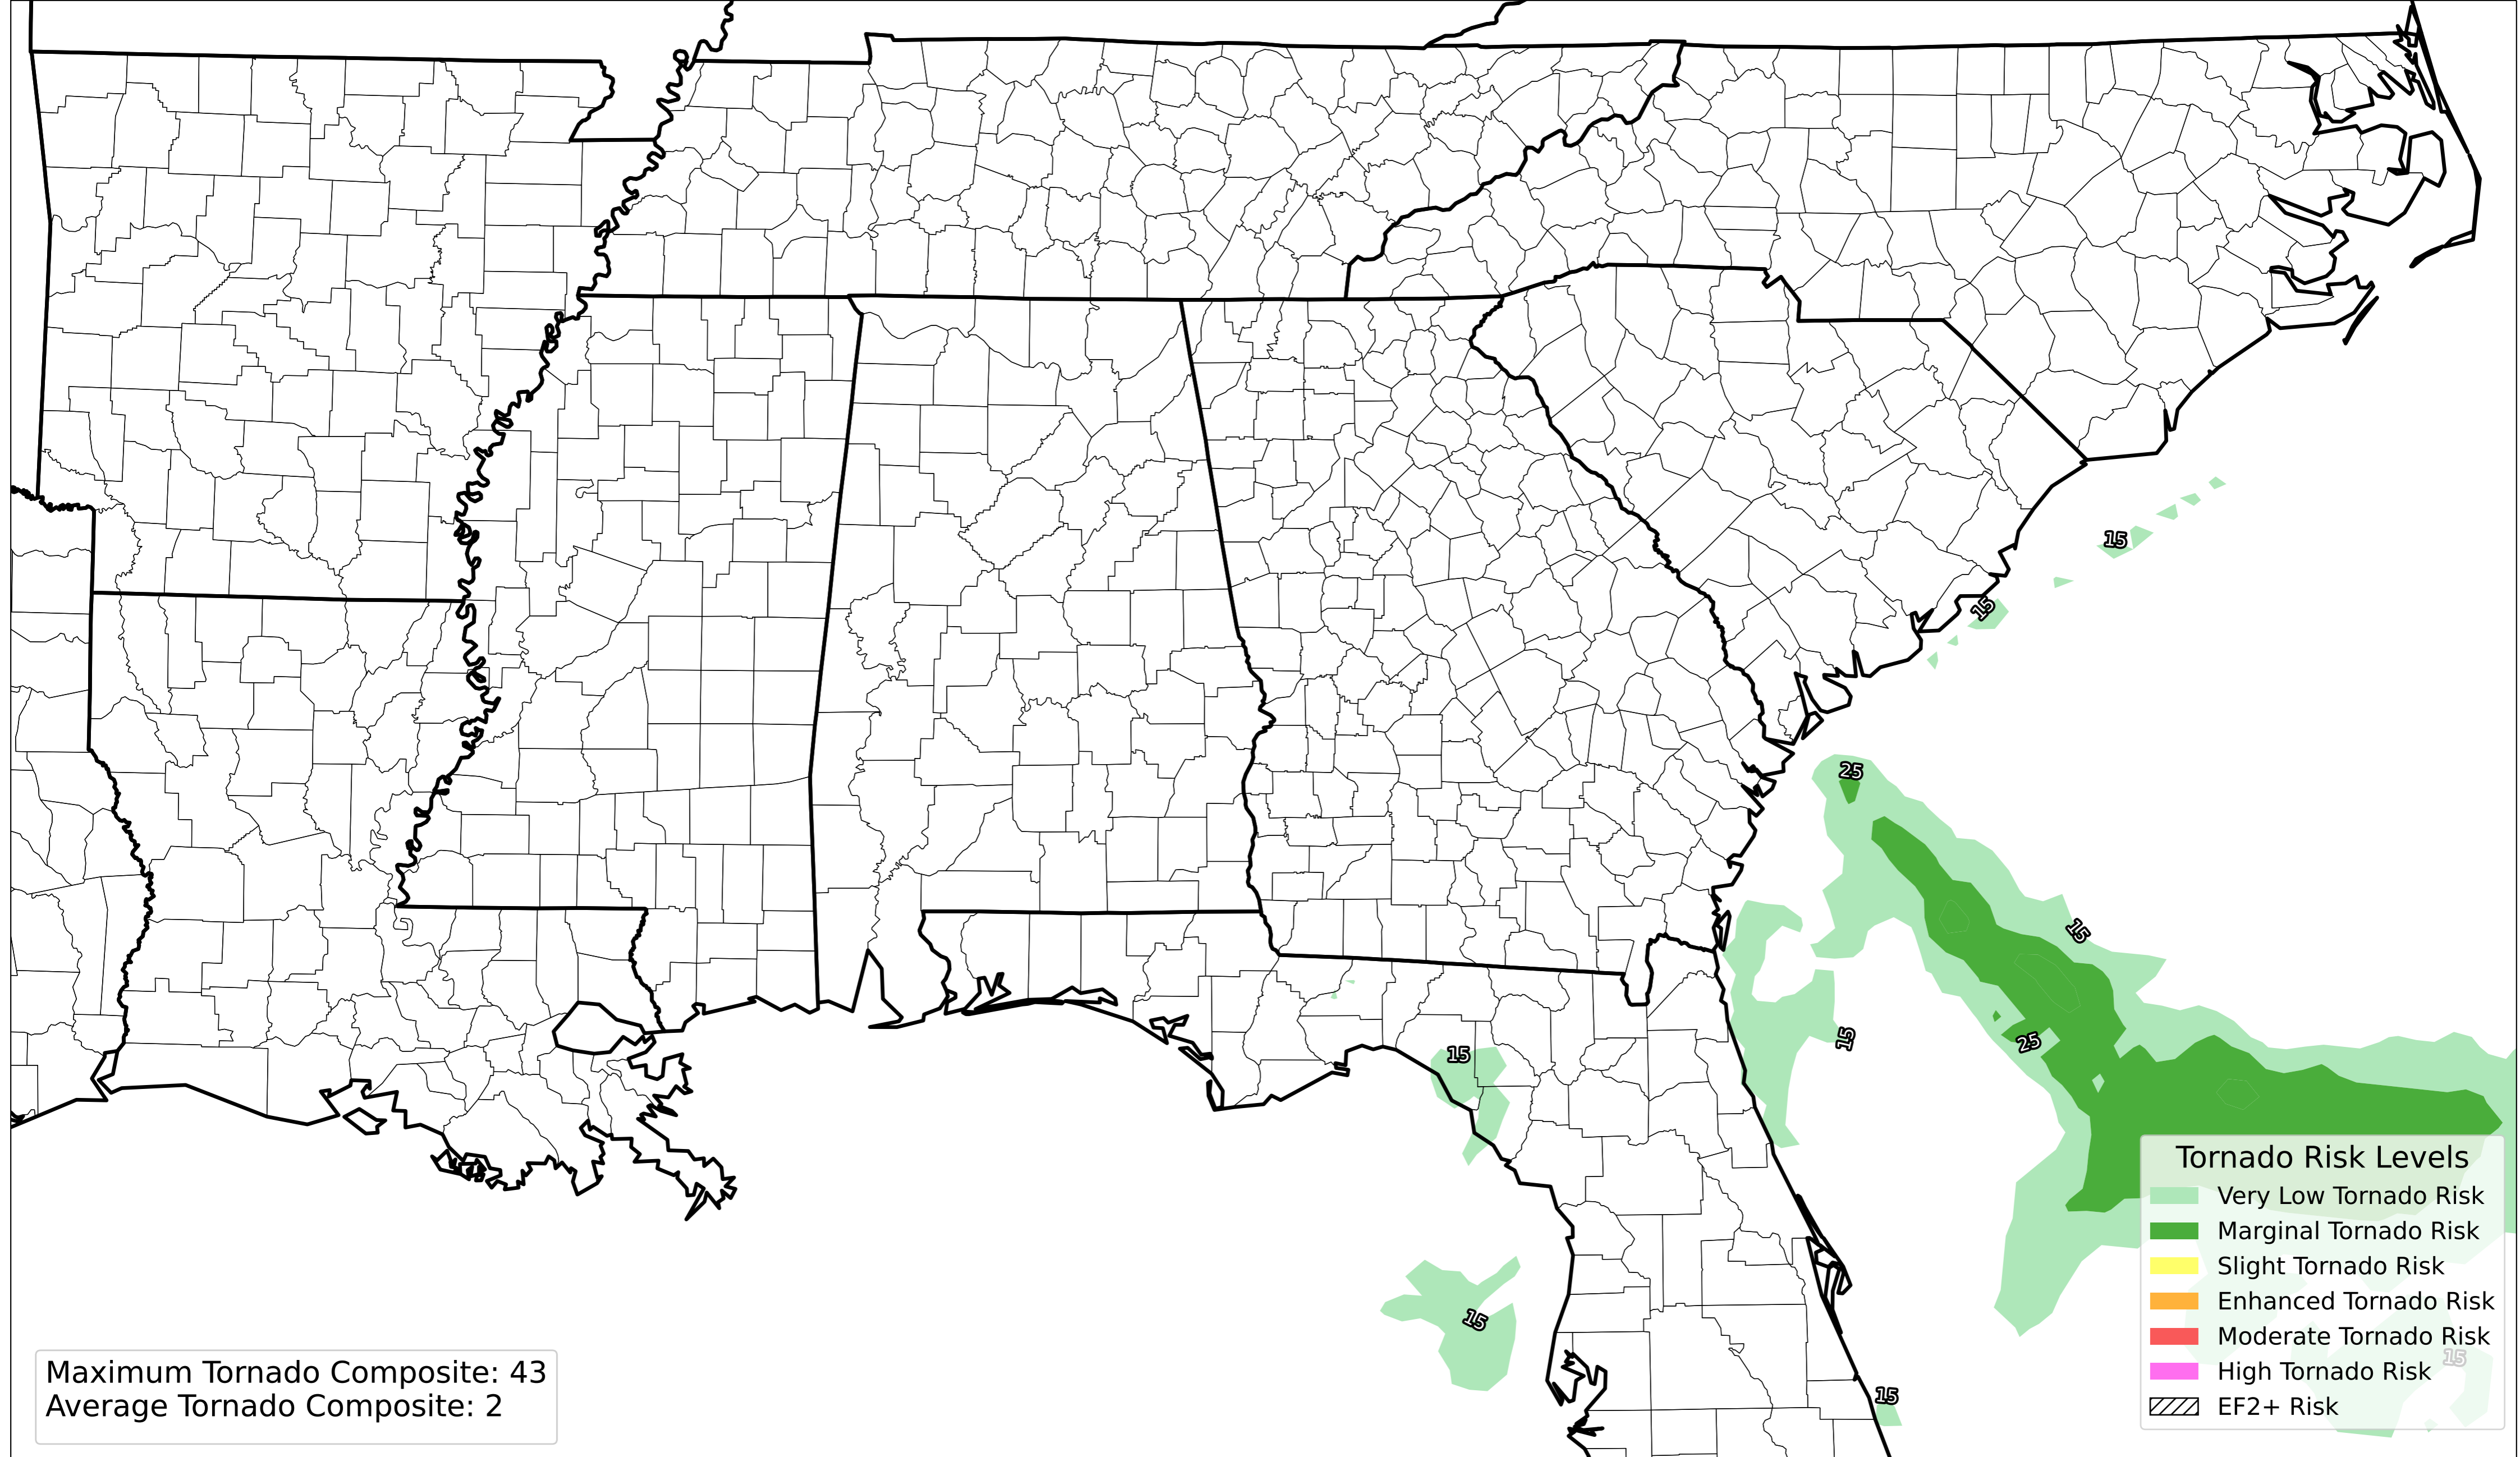 15
15
25
15
25
15
15
15
15
15
Tornado Risk Levels
Very Low Tornado Risk
Marginal Tornado Risk
Slight Tornado Risk
Enhanced Tornado Risk
Moderate Tornado Risk
High Tornado Risk
EF2+ Risk
Maximum Tornado Composite: 43
Average Tornado Composite: 2